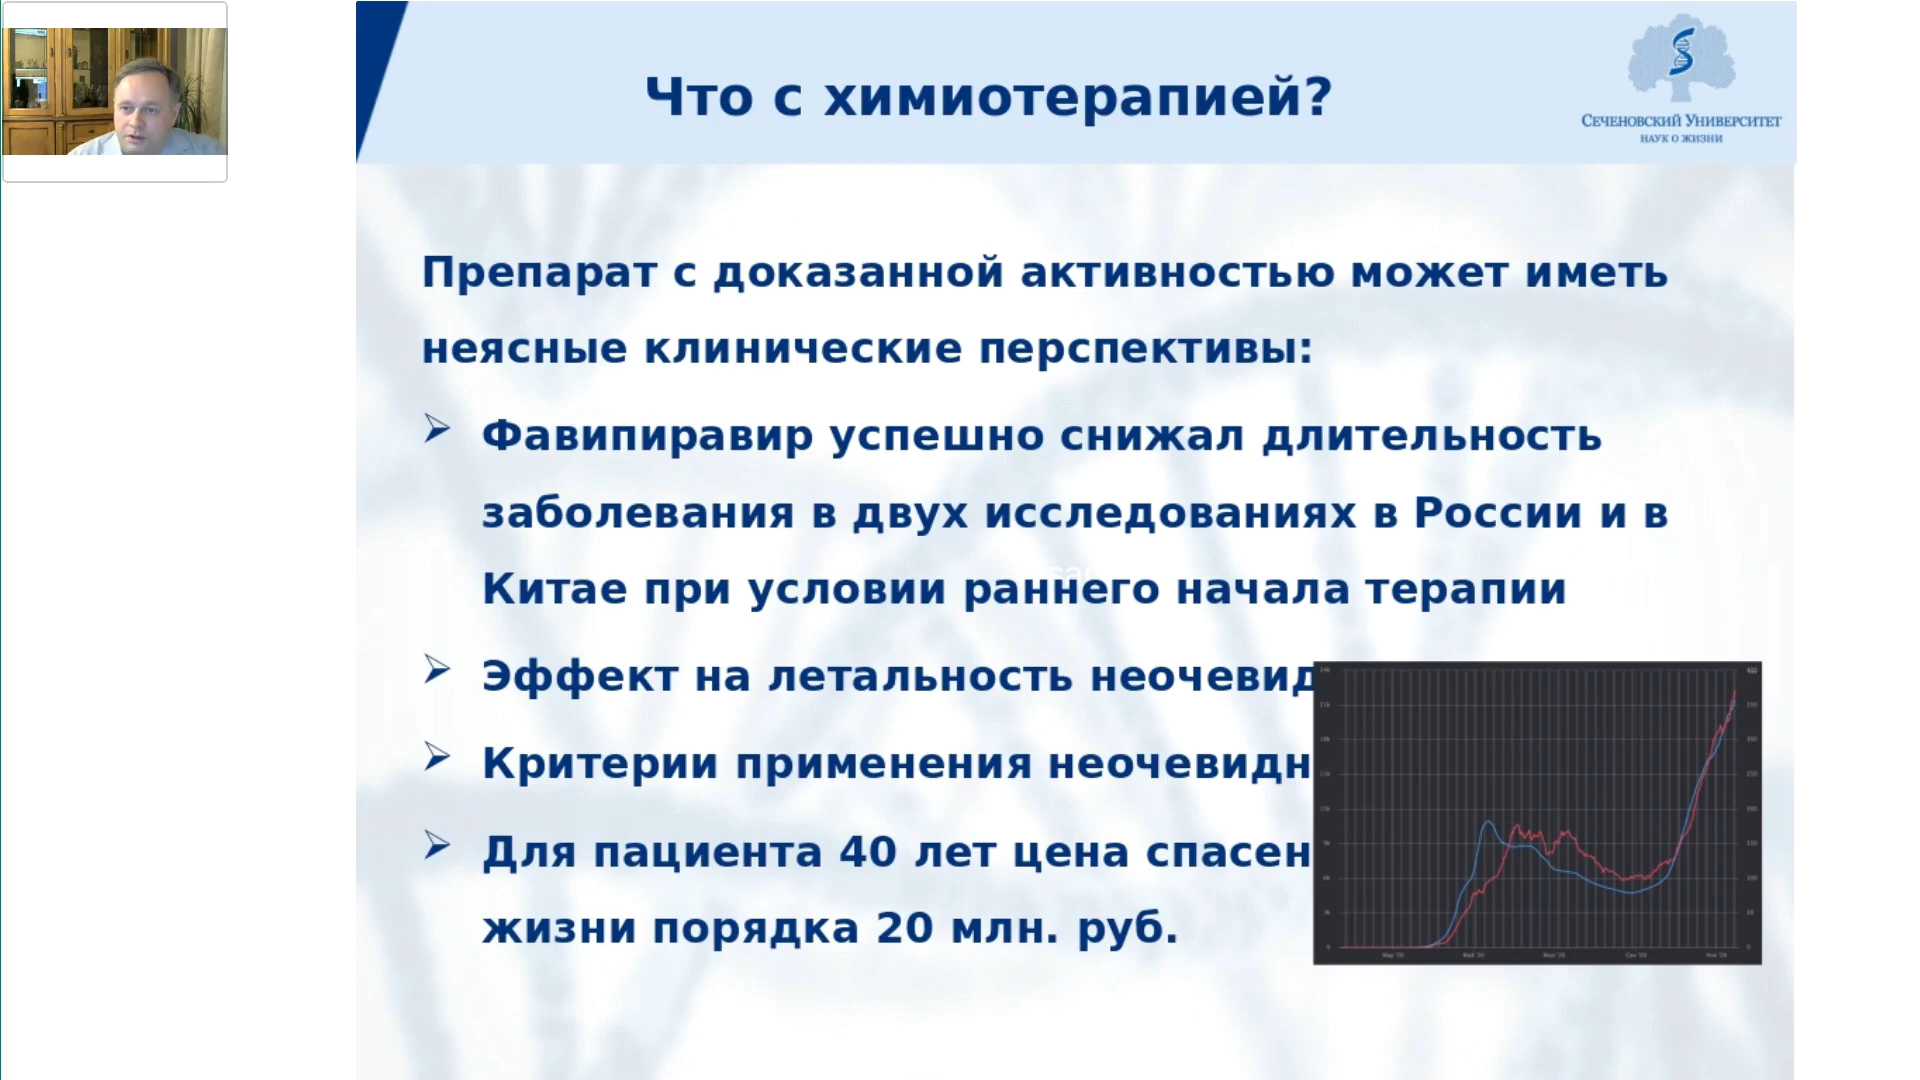 Что с химиотерапией?
СЕЧЕНОВСКИЙ УНИВЕРСИТЕТ
НАУК О ЖИЗНИ
Препарат с доказанной активностью может иметь
неясные клинические перспективы:
Фавипиравир успешно снижал длительность
заболевания в двух исследованиях в России и в
Китае при условии раннего начала терапии
Эффект на летальность неочевид
Критерии применения неочевидн
Для пациента 40 лет цена спасен
жизни порядка 20 млн. руб.